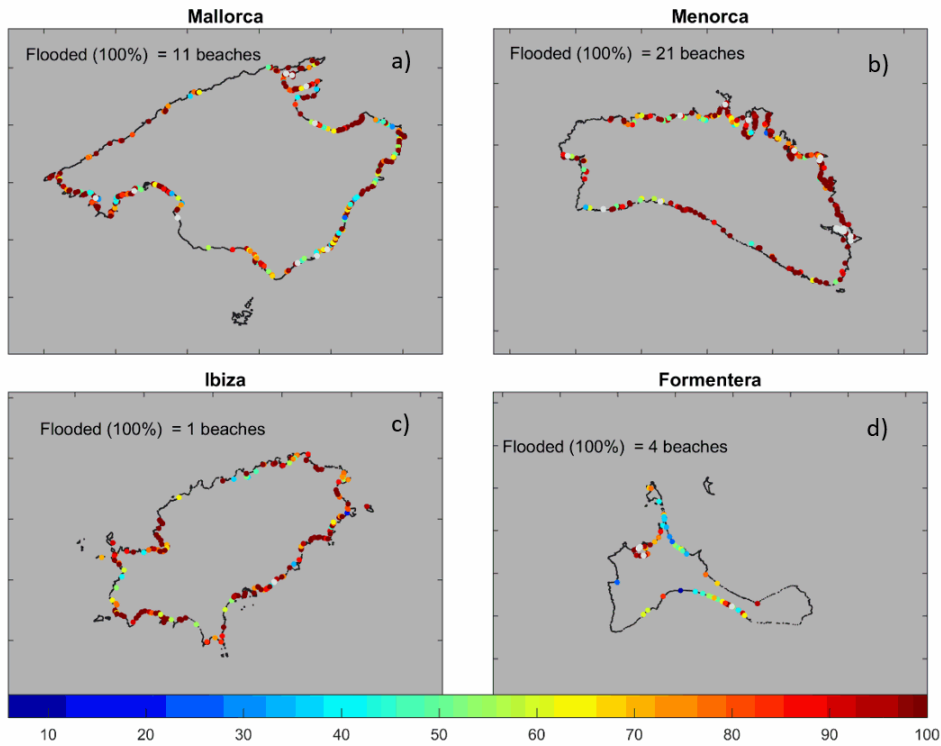 Mallorca
Flooded (100%) = 11 beaches
a)
Menorca
Flooded (100%) = 21 beaches
b)
Ibiza
Flooded (100%) = 1 beaches
c)
Formentera
Flooded (100%) = 4 beaches
d)
10 20 30 40 50 60 70 80 90 100